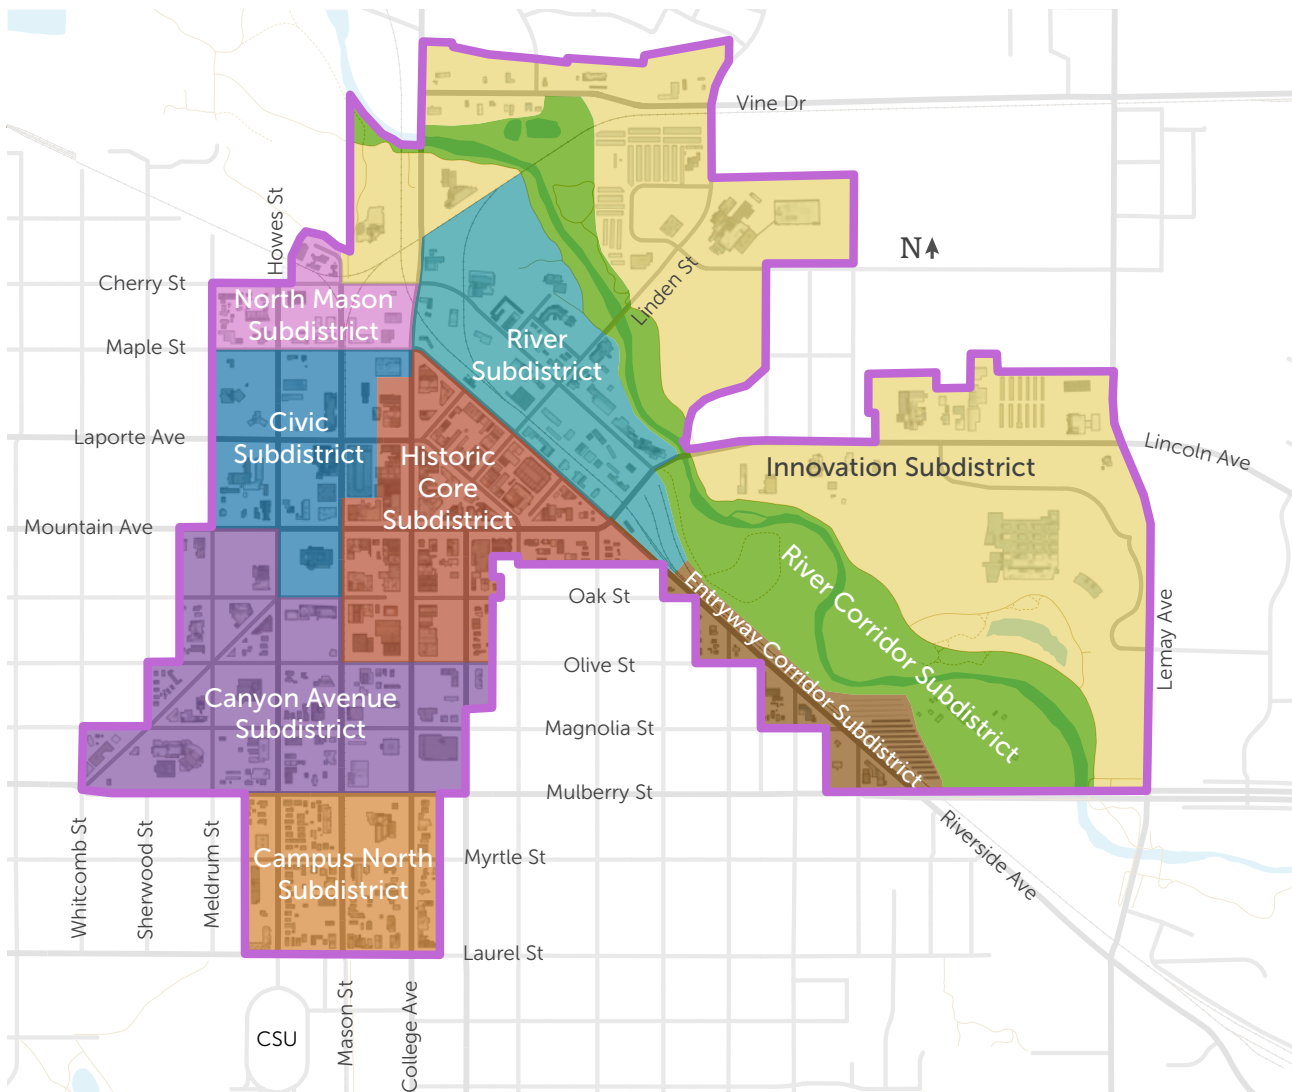 Vine Dr
Howes St
N
Cherry St
North Mason
Subdistrict
Linden St
Maple St
River
Subdistrict
Civic
Subdistrict
Laporte Ave
Historic
Core
Subdistrict
Innovation Subdistrict
Lincoln Ave
Mountain Ave
River Corridor Subdistrict
Entryway Corridor Subdistrict
Oak St
Lemay Ave
Olive St
Canyon Avenue
Subdistrict
Magnolia St
Mulberry St
Whitcomb St
Sherwood St
Meldrum St
Campus North
Subdistrict
Myrtle St
Riverside Ave
Laurel St
Mason St
College Ave
CSU